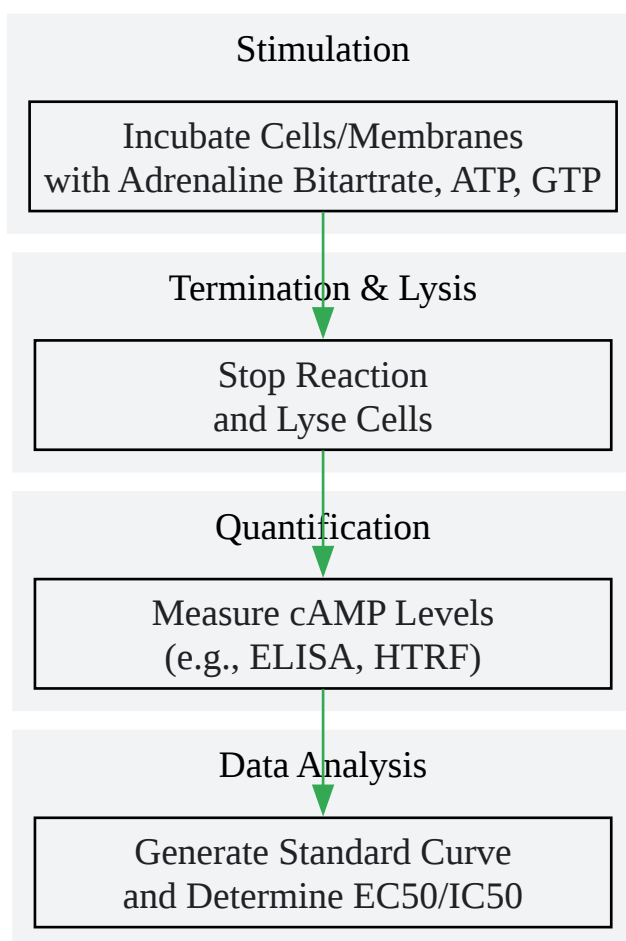 Stimulation
Incubate Cells/Membranes
with Adrenaline Bitartrate, ATP, GTP
Termination & Lysis
Stop Reaction
and Lyse Cells
Quantification
Measure cAMP Levels
(e.g., ELISA, HTRF)
Data Analysis
Generate Standard Curve
and Determine EC50/IC50